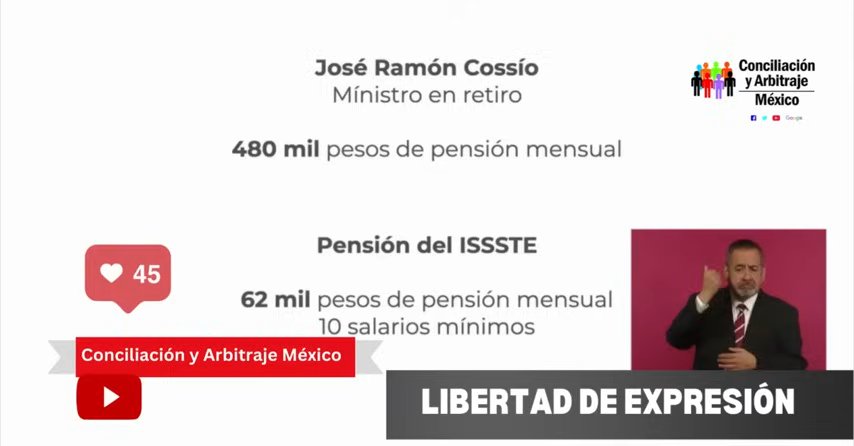 José Ramón Cossío
Mínistro en retiro
480 mil pesos de pensión mensual
Conciliación
y Arbitraje
México
Google
Pensión del ISSSTE
62 mil pesos de pensión mensual
10 salarios mínimos
45
Conciliación y Arbitraje México
LIBERTAD DE EXPRESIÓN